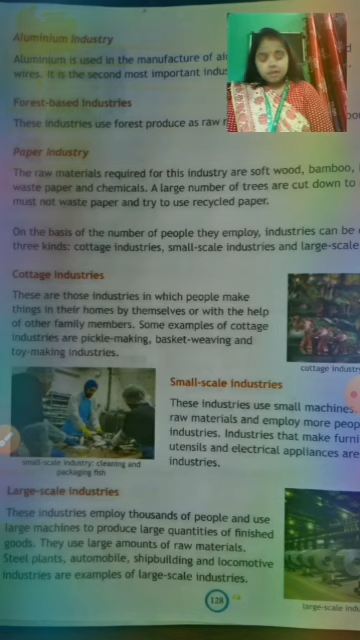 Aluminium Industry
Aluminium is used in the manufacture of
wires. It is the second most important
Forest-based Industries
These industries use forest produce as raw
Paper Industry
The raw materials required for this industry are soft wood, bamboo,
waste paper and chemicals. A large number of trees are cut down to
must not waste paper and try to use recycled paper.
On the basis of the number of people they employ, industries can be
three kinds: cottage industries, small-scale industries and large-scale
Cottage Industries
These are those industries in which people make
things in their homes by themselves or with the help
of other family members. Some examples of cottage
industries are pickle-making, basket-weaving and
toy-making industries.
cottage
Small-scale Industries
These industries use small machines.
raw materials and employ more
industries. Industries that make
utensils and electrical appliances are
industries.
small-scale industry: cleaning and
packaging fish
Large-scale Industries
These industries employ thousands of people and use
large machines to produce large quantities of finished
goods. They use large amounts of raw materials.
Steel plants, automobile, shipbuilding and locomotive
industries are examples of large-scale industries.
large-scale
128